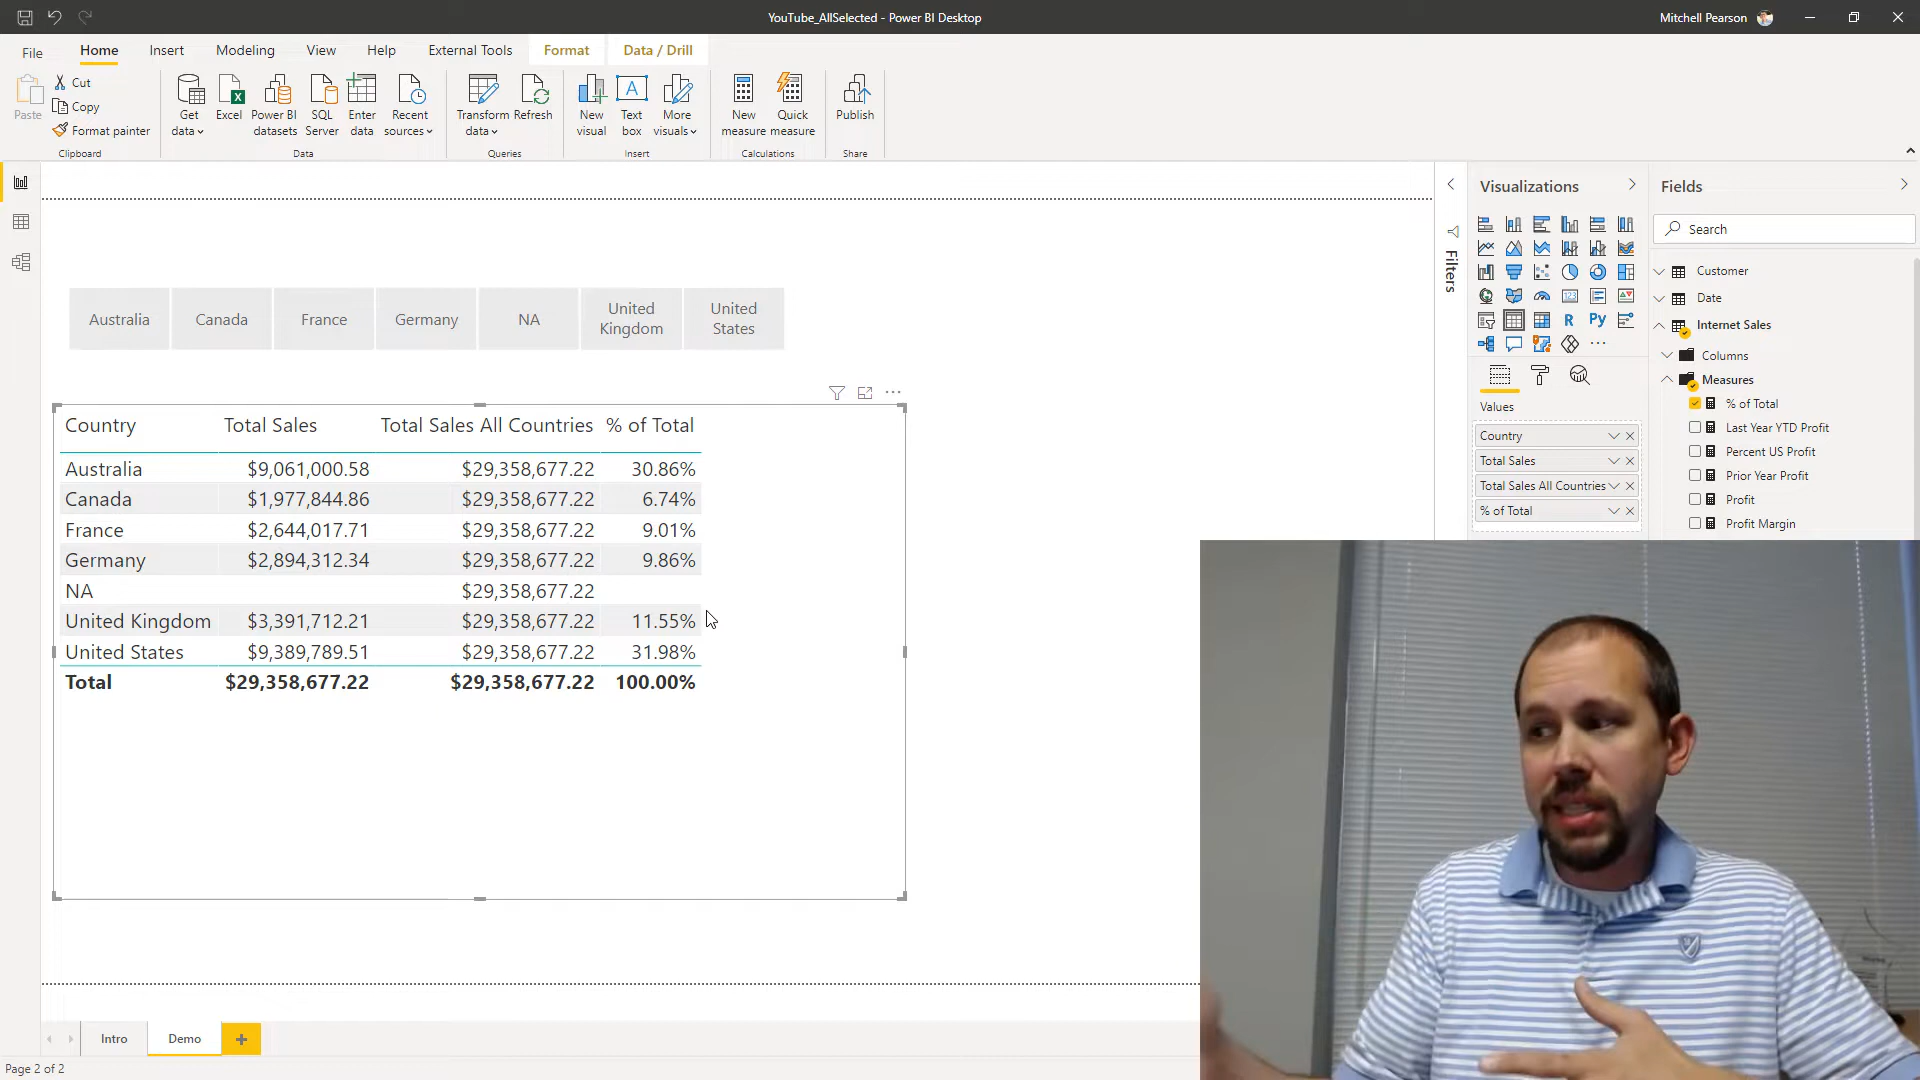 YouTube_AllSelected - Power BI Desktop
Mitchell Pearson
File
Home
Insert
Modeling
View
Help
External Tools
Format
Data / Drill
Paste
Cut
Copy
Format painter
Clipboard
Get data
Excel
Power BI datasets
SQL Server
Enter data
Recent sources
Data
Transform data
Refresh
Queries
New visual
Text box
More visuals
Insert
New measure
Quick measure
Calculations
Publish
Share
Australia
Canada
France
Germany
NA
United Kingdom
United States
Country Total Sales Total Sales All Countries % of Total
Australia $9,061,000.58 $29,358,677.22 30.86%
Canada $1,977,844.86 $29,358,677.22 6.74%
France $2,644,017.71 $29,358,677.22 9.01%
Germany $2,894,312.34 $29,358,677.22 9.86%
NA $29,358,677.22
United Kingdom $3,391,712.21 $29,358,677.22 11.55%
United States $9,389,789.51 $29,358,677.22 31.98%
Total $29,358,677.22 $29,358,677.22 100.00%
Filters
Visualizations
R
Py
Values
Country
Total Sales
Total Sales All Countries
% of Total
Fields
Search
Customer
Date
Internet Sales
Columns
Measures
% of Total
Last Year YTD Profit
Percent US Profit
Prior Year Profit
Profit
Profit Margin
Intro
Demo
Page 2 of 2